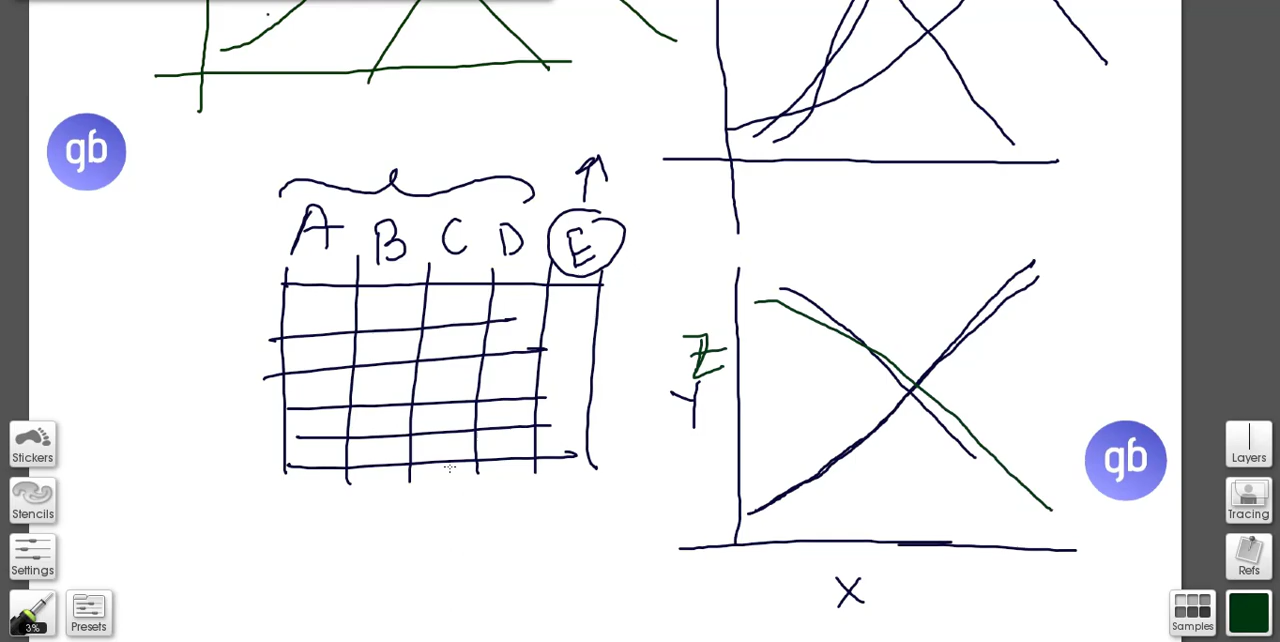 gb
A B C D E
Z
Y
X
gb
Stickers
Stencils
Settings
3%
Presets
Layers
Tracing
Refs
Samples